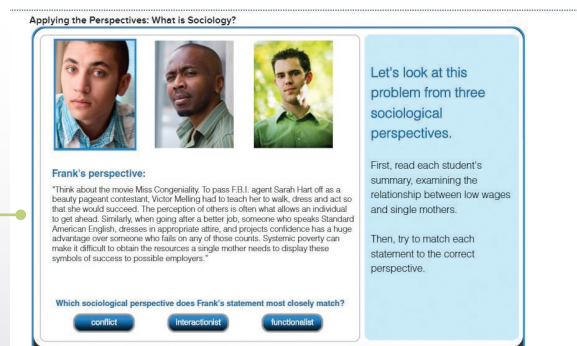 Applying the Perspectives: What is Sociology?
Frank's perspective:
"Think about the movie Miss Congeniality. To pass F.B.I. agent Sarah Hart off as a
beauty pageant contestant, Victor Melling had to teach her to walk, dress and act so
that she would succeed. The perception of others is often what allows an individual
to get ahead. Similarly, when going after a better job, someone who speaks Standard
American English, dresses in appropriate attire, and projects confidence has a huge
advantage over someone who fails on any of those counts. Systemic poverty can
make it difficult to obtain the resources a single mother needs to display these
symbols of success to possible employers."
Which sociological perspective does Frank's statement most closely match?
conflict
interactionist
functionalist
Let's look at this
problem from three
sociological
perspectives.
First, read each student's
summary, examining the
relationship between low wages
and single mothers.
Then, try to match each
statement to the correct
perspective.